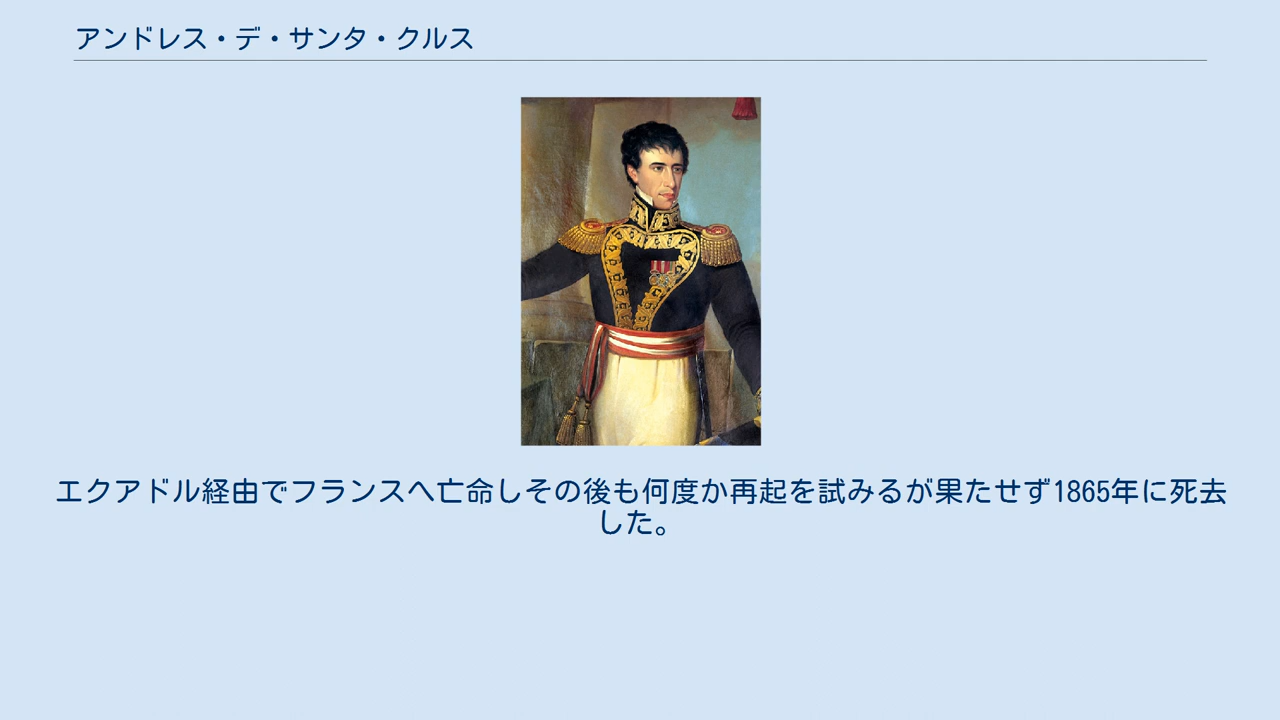 アンドレス・デ・サンタ・クルス
エクアドル経由でフランスへ亡命しその後も何度か再起を試みるが果たせず1865年に死去
した。